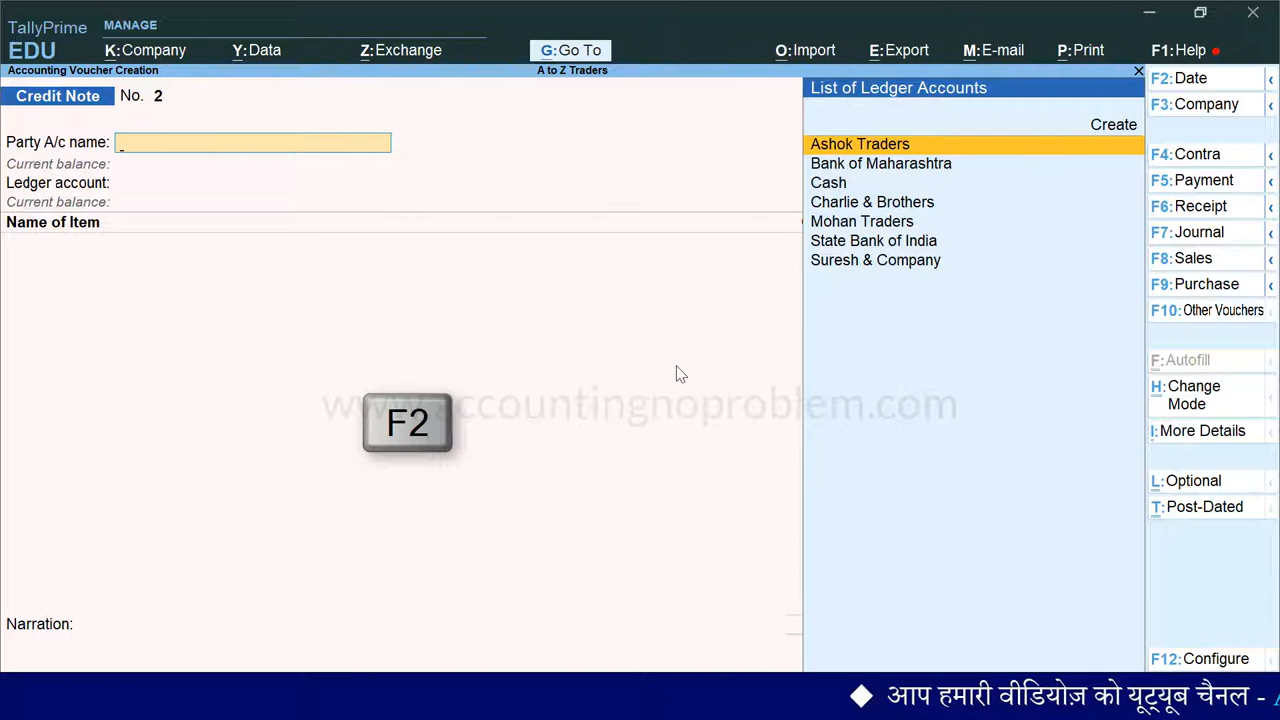 TallyPrime
EDU
MANAGE
K:Company
Y:Data
Z:Exchange
G:Go To
O:Import
E:Export
M:E-mail
P:Print
F1:Help
Accounting Voucher Creation
A to Z Traders
Credit Note No. 2
Party A/c name:
Current balance:
Ledger account:
Current balance:
Name of Item
List of Ledger Accounts
Create
Ashok Traders
Bank of Maharashtra
Cash
Charlie & Brothers
Mohan Traders
State Bank of India
Suresh & Company
F2:Date
F3:Company
F4:Contra
F5:Payment
F6:Receipt
F7:Journal
F8:Sales
F9:Purchase
F10:Other Vouchers
F:Autofill
H:Change
Mode
I:More Details
L:Optional
T:Post-Dated
F12:Configure
www.accountingnoproblem.com
F2
Narration:
आप हमारी वीडियोज़ को यूट्यूब चैनल -